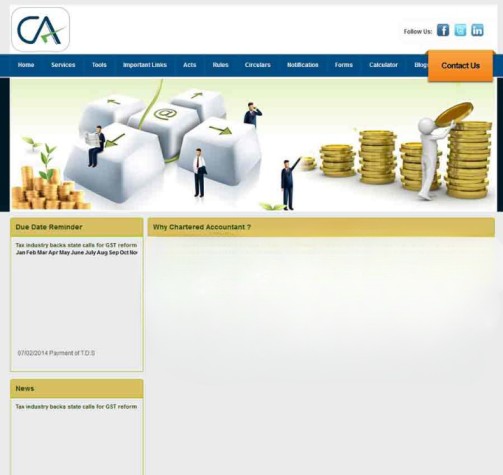 CA
Follow Us:
Home Services Tools Important Links Acts Rules Circulars Notification Forms Calculator Blogs Contact Us
Due Date Reminder
Tax industry backs state calls for GST reform
Jan Feb Mar Apr May June July Aug Sep Oct Nov
07/02/2014 Payment of T.D.S
News
Tax industry backs state calls for GST reform
Why Chartered Accountant ?